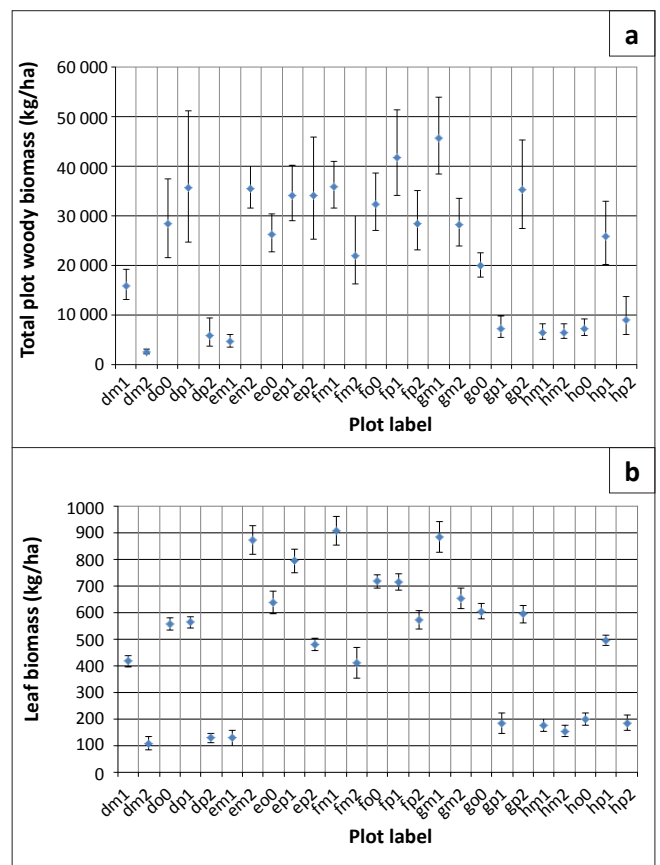 a
Total plot woody biomass (kg/ha)
60 000
50 000
40 000
30 000
20 000
10 000
0
dm1 dm2 do0 dp1 dp2 em1 em2 eo0 ep1 ep2 fm1 fm2 fo0 fp1 fp2 gm1 gm2 go0 gp1 gp2 hm1 hm2 ho0 hp1 hp2
Plot label
b
Leaf biomass (kg/ha)
1000
900
800
700
600
500
400
300
200
100
0
dm1 dm2 do0 dp1 dp2 em1 em2 eo0 ep1 ep2 fm1 fm2 fo0 fp1 fp2 gm1 gm2 go0 gp1 gp2 hm1 hm2 ho0 hp1 hp2
Plot label